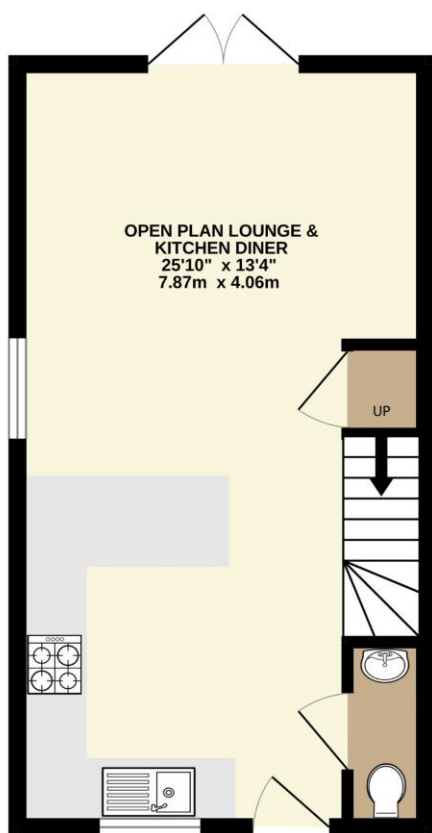 OPEN PLAN LOUNGE &
KITCHEN DINER
25'10" x 13'4"
7.87m x 4.06m
UP